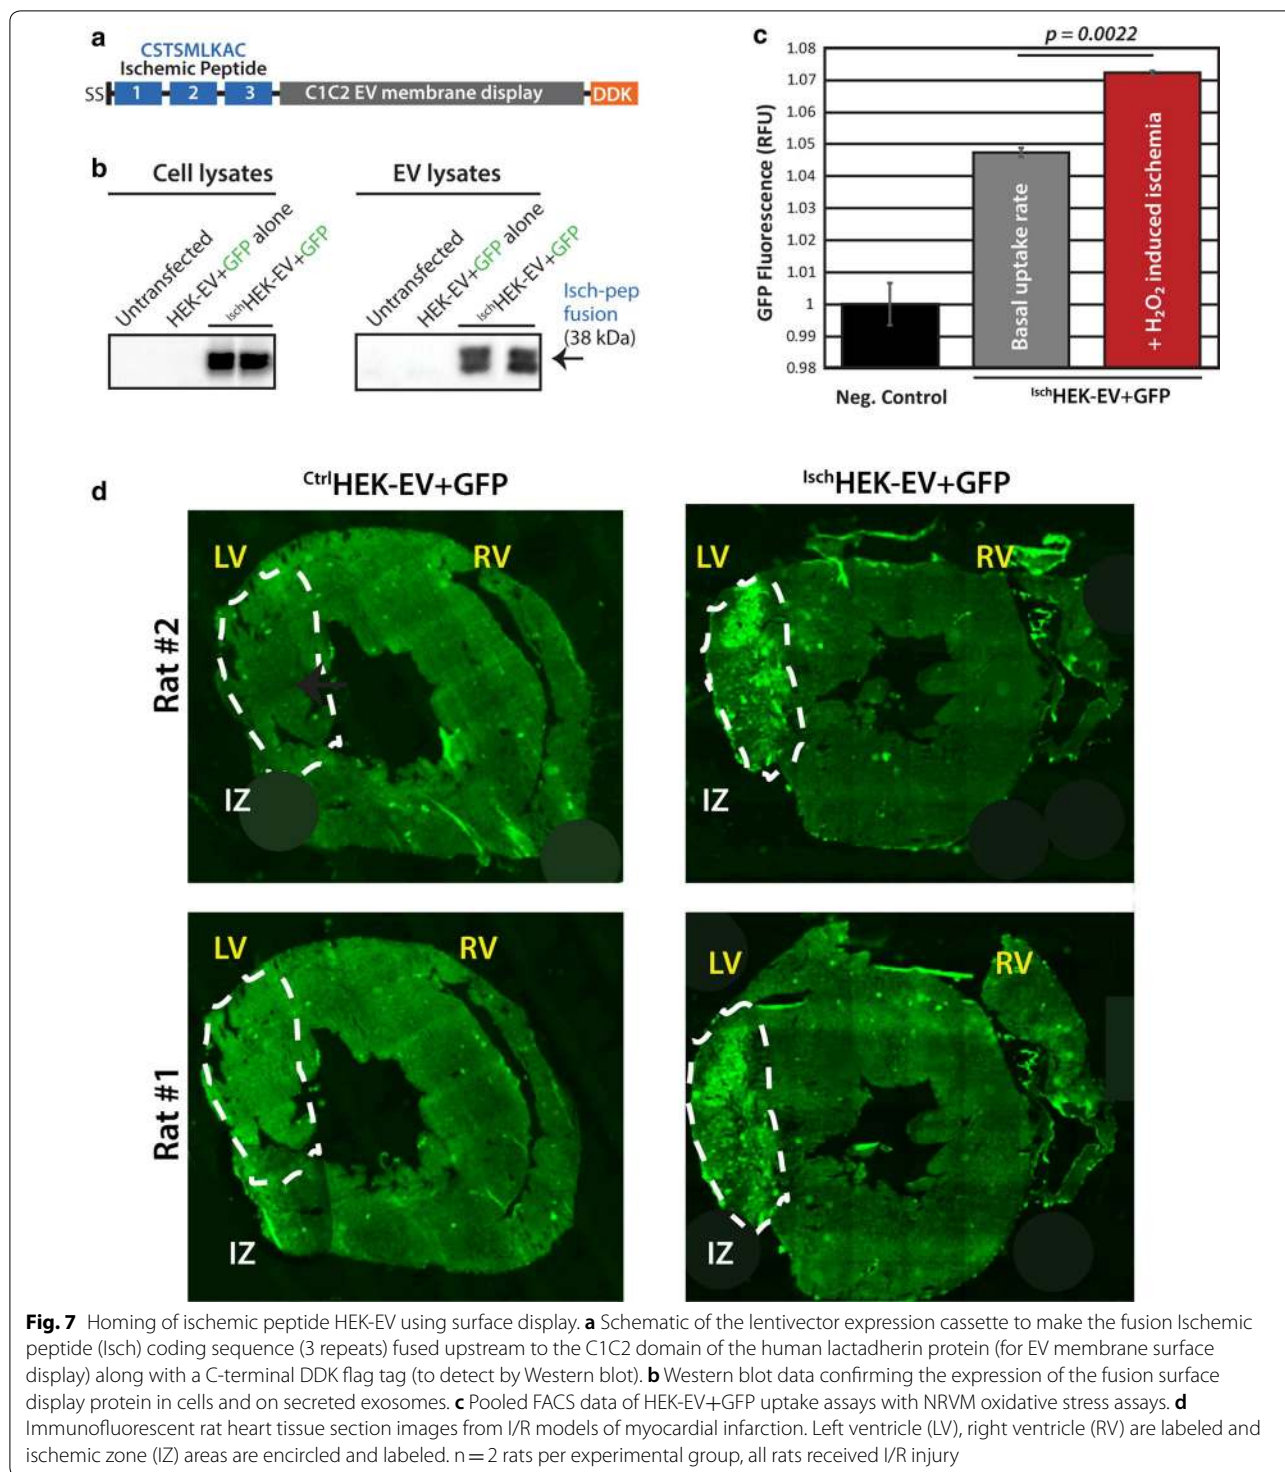 a
CSTSMLKAC
Ischemic Peptide
SS 1 2 3 C1C2 EV membrane display DDK
b
Cell lysates EV lysates
Untransfected
HEK-EV+GFP alone
IschHEK-EV+GFP
Untransfected
HEK-EV+GFP alone
IschHEK-EV+GFP
Isch-pep
fusion
(38 kDa)
c
p = 0.0022
GFP Fluorescence (RFU)
1.08
1.07
1.06
1.05
1.04
1.03
1.02
1.01
1
0.99
0.98
Basal uptake rate
+ H₂O₂ induced ischemia
Neg. Control IschHEK-EV+GFP
d
CtrlHEK-EV+GFP IschHEK-EV+GFP
Rat #2
LV RV
IZ
LV RV
IZ
Rat #1
LV RV
IZ
LV RV
IZ
Fig. 7 Homing of ischemic peptide HEK-EV using surface display. a Schematic of the lentivector expression cassette to make the fusion Ischemic
peptide (Isch) coding sequence (3 repeats) fused upstream to the C1C2 domain of the human lactadherin protein (for EV membrane surface
display) along with a C-terminal DDK flag tag (to detect by Western blot). b Western blot data confirming the expression of the fusion surface
display protein in cells and on secreted exosomes. c Pooled FACS data of HEK-EV+GFP uptake assays with NRVM oxidative stress assays. d
Immunofluorescent rat heart tissue section images from I/R models of myocardial infarction. Left ventricle (LV), right ventricle (RV) are labeled and
ischemic zone (IZ) areas are encircled and labeled. n = 2 rats per experimental group, all rats received I/R injury